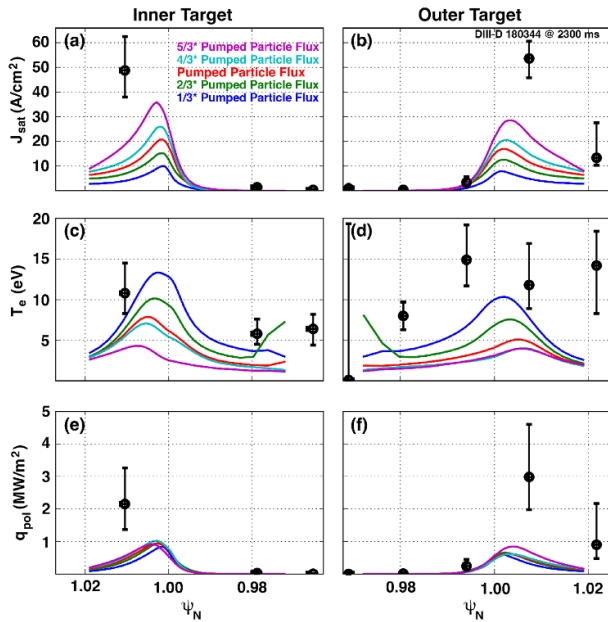 Inner Target
Outer Target
(a)
5/3* Pumped Particle Flux
4/3* Pumped Particle Flux
Pumped Particle Flux
2/3* Pumped Particle Flux
1/3* Pumped Particle Flux
60
50
40
30
20
10
Jsat (A/cm²)
(b)
DIII-D 180344 @ 2300 ms
(c)
20
15
10
5
Te (eV)
(d)
(e)
5
4
3
2
1
qpol (MW/m²)
(f)
1.02 1.00 0.98
ψN
0.98 1.00 1.02
ψN